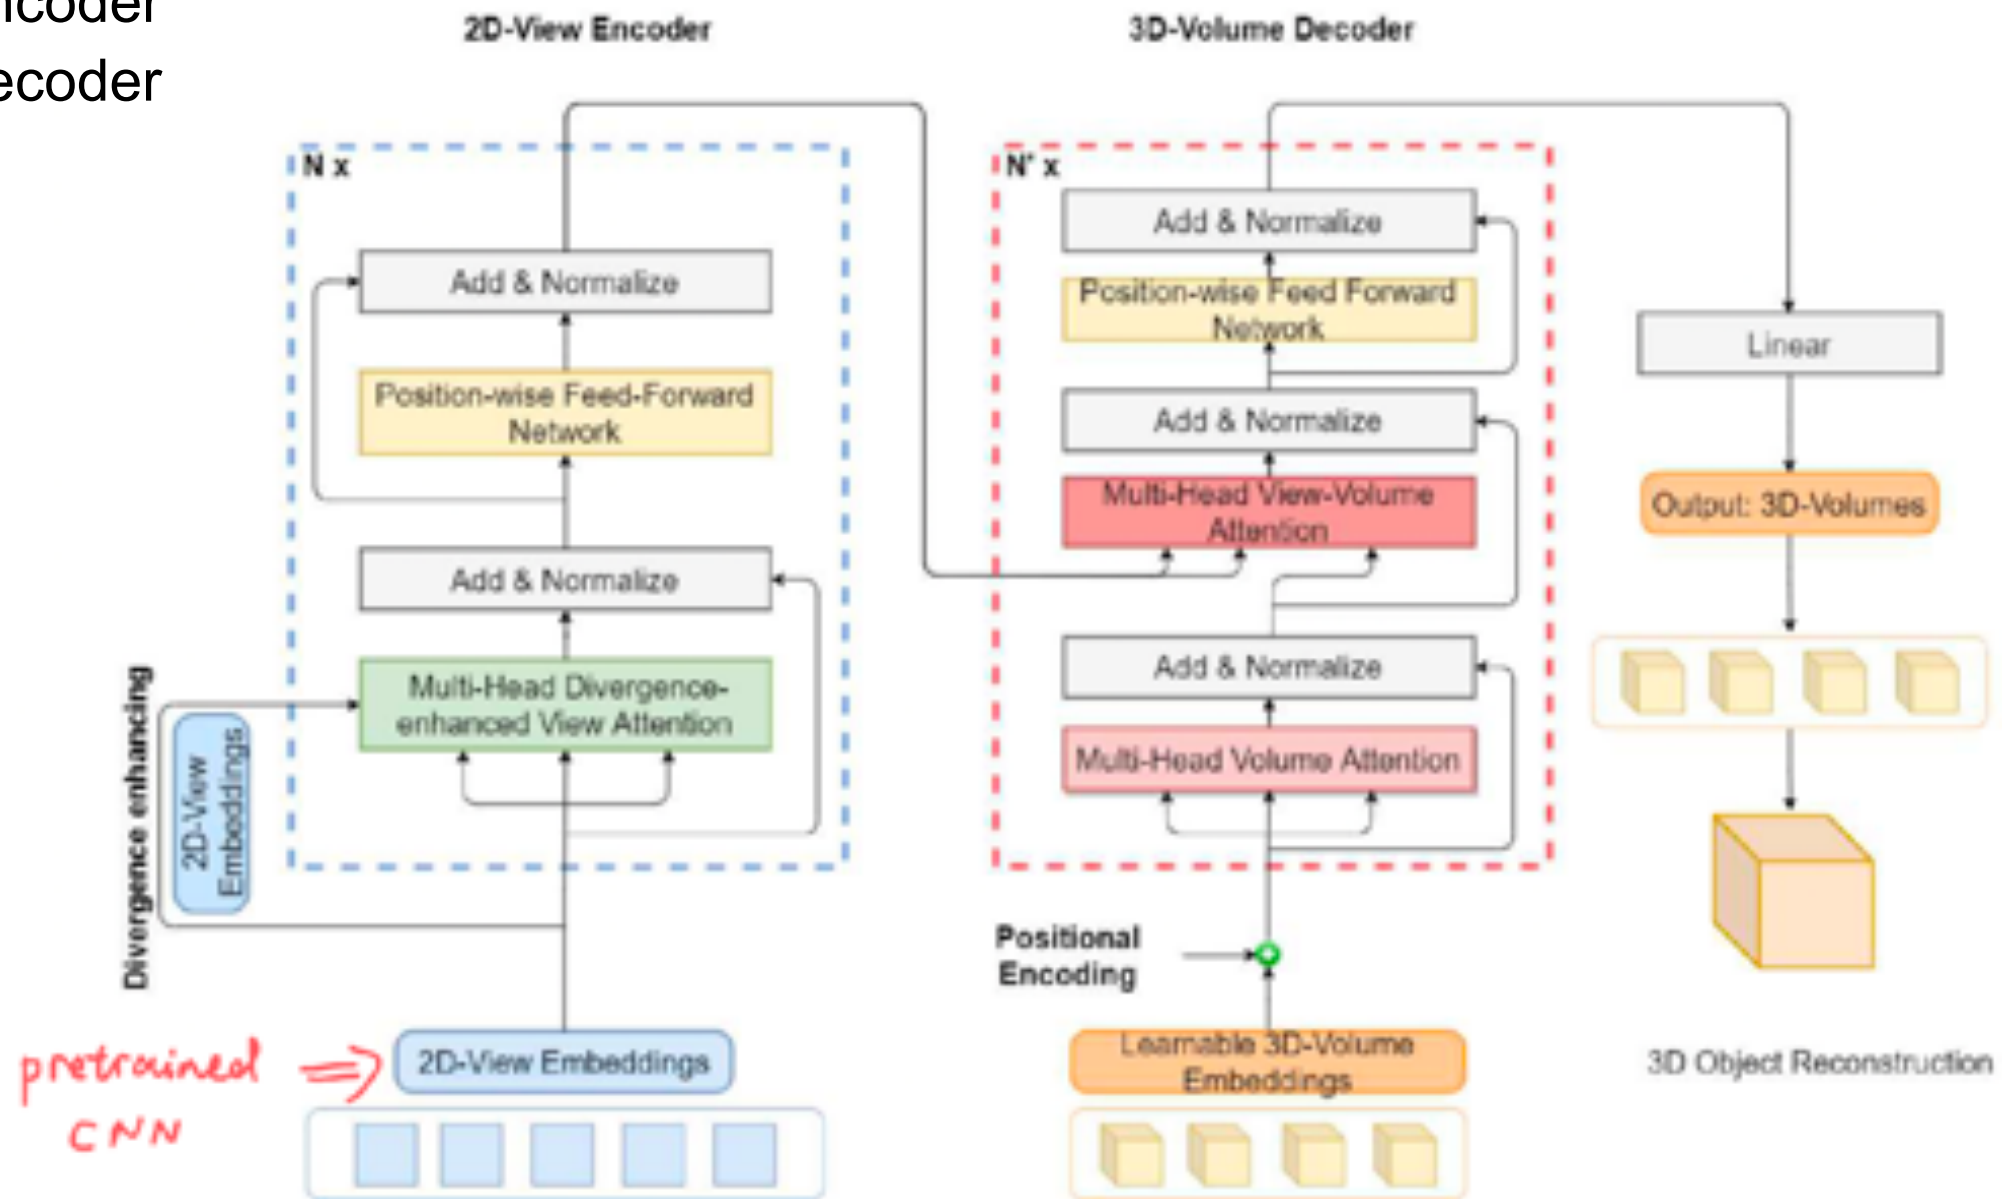 ncoder
ecoder
2D-View Encoder
N x
Add & Normalize
Position-wise Feed-Forward
Network
Add & Normalize
Multi-Head Divergence-
enhanced View Attention
Divergence enhancing
2D-View
Embeddings
2D-View Embeddings
pretrained
CNN
3D-Volume Decoder
N' x
Add & Normalize
Position-wise Feed Forward
Network
Add & Normalize
Multi-Head View-Volume
Attention
Add & Normalize
Multi-Head Volume Attention
Positional
Encoding
Learnable 3D-Volume
Embeddings
Linear
Output: 3D-Volumes
3D Object Reconstruction